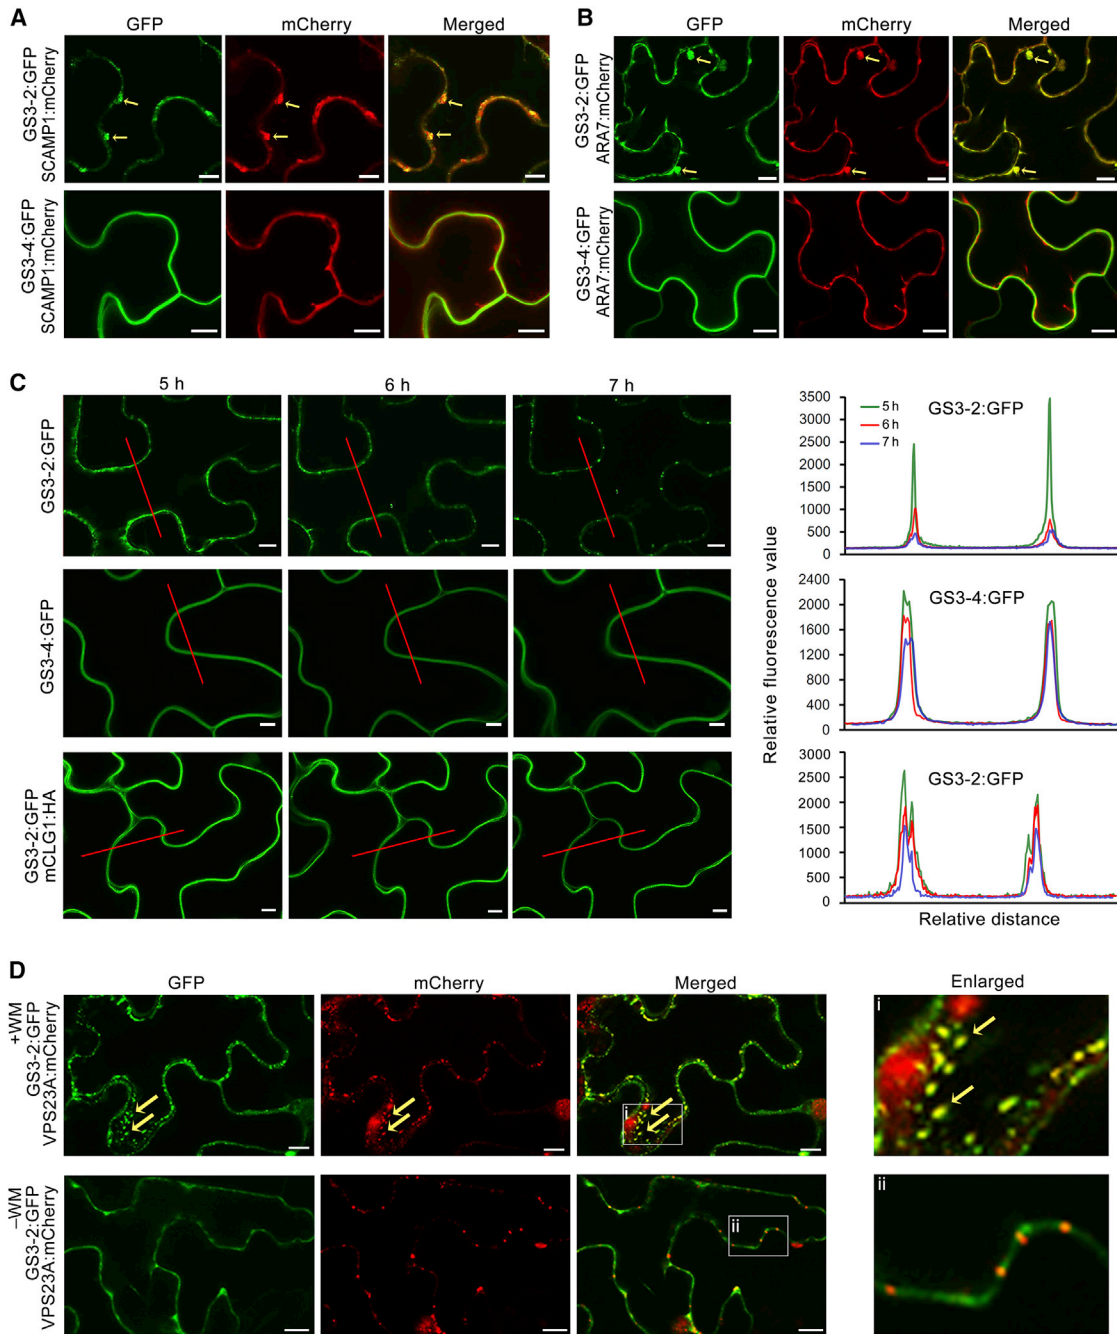 A
GFP
mCherry
Merged
GS3-2:GFP
SCAMP1:mCherry
GS3-4:GFP
SCAMP1:mCherry
B
GFP
mCherry
Merged
GS3-2:GFP
ARA7:mCherry
GS3-4:GFP
ARA7:mCherry
C
5 h
6 h
7 h
GS3-2:GFP
GS3-4:GFP
GS3-2:GFP
mCLG1:HA
Relative fluorescence value
GS3-2:GFP
5 h
6 h
7 h
3500
3000
2500
2000
1500
1000
500
0
GS3-4:GFP
2400
2000
1600
1200
800
400
0
GS3-2:GFP
3000
2500
2000
1500
1000
500
0
Relative distance
D
GFP
mCherry
Merged
Enlarged
+WM
GS3-2:GFP
VPS23A:mCherry
i
i
–WM
GS3-2:GFP
VPS23A:mCherry
ii
ii